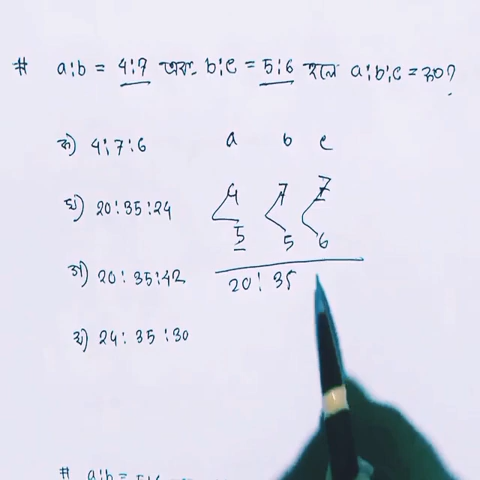 # a:b = 4:7 এবং b:c = 5:6 হলে a:b:c = কত?
ক) 4:7:6
খ) 20:35:24
গ) 20:35:42
ঘ) 24:35:30
a b c
4 7 7
5 5 6
20: 35
# a:b =